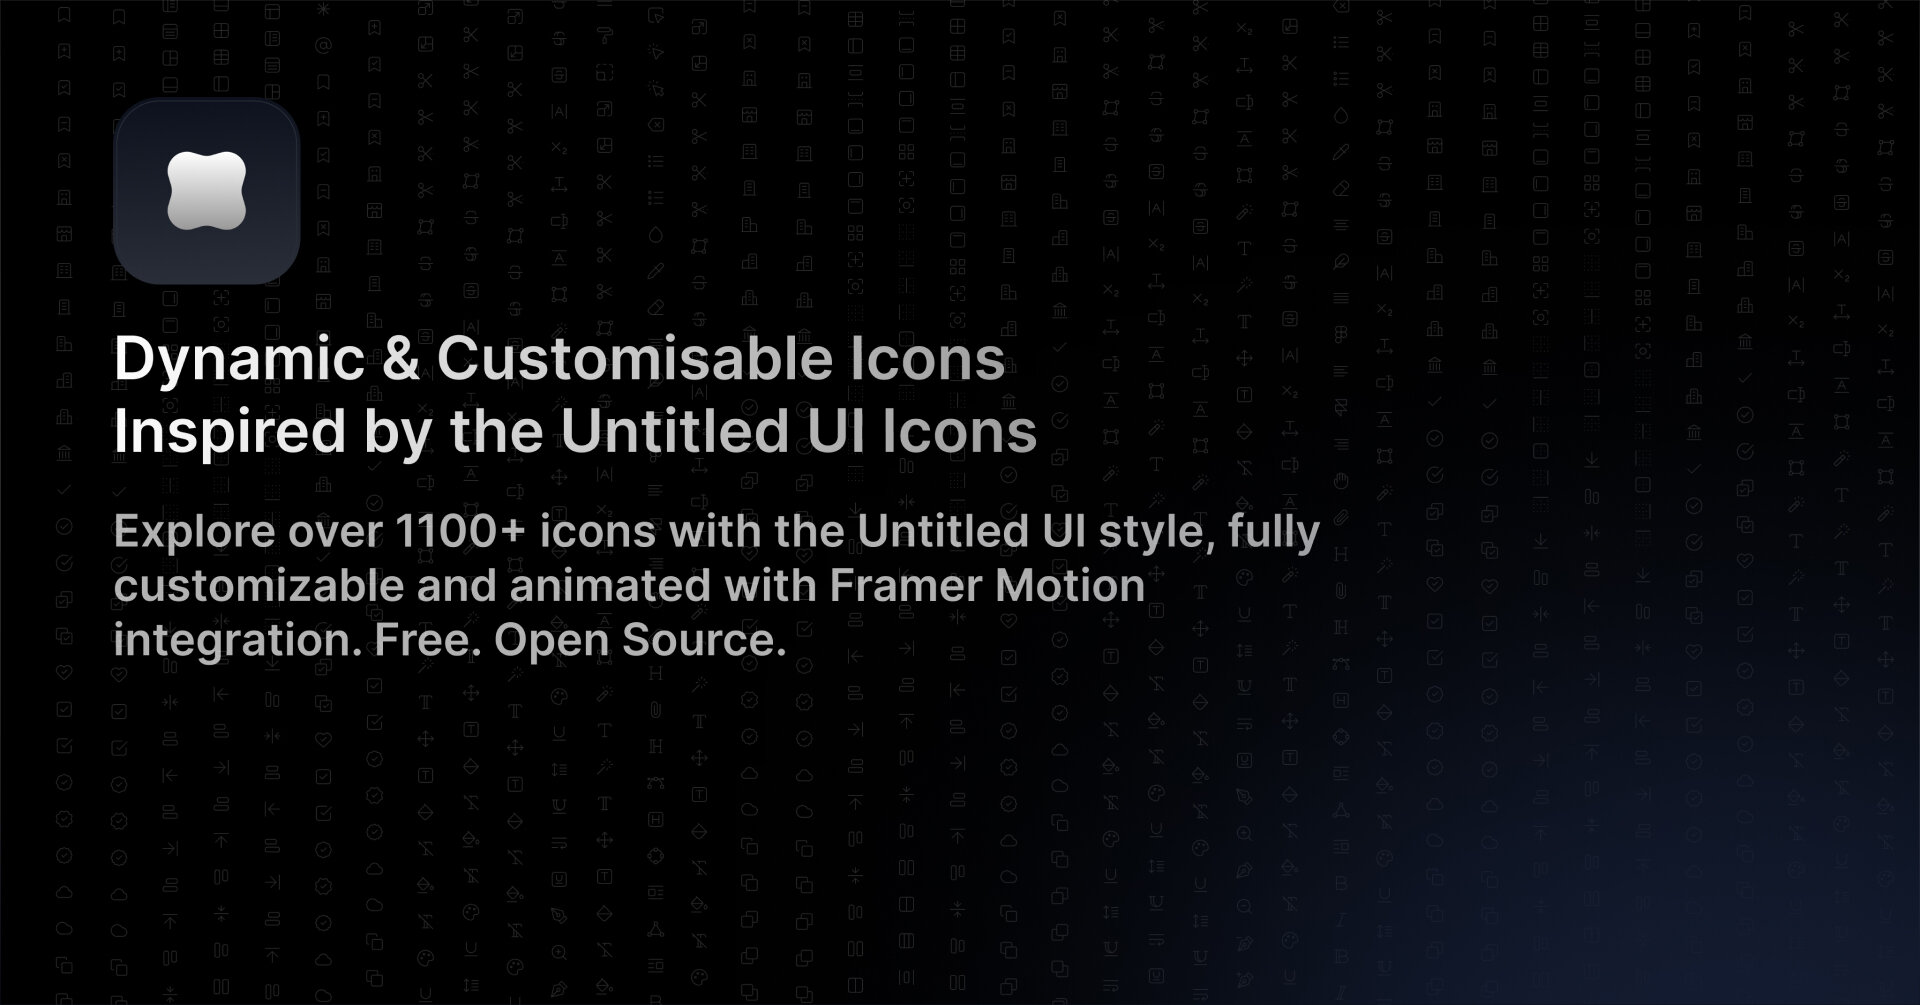 Dynamic & Customisable Icons
Inspired by the Untitled UI Icons
Explore over 1100+ icons with the Untitled UI style, fully
customizable and animated with Framer Motion
integration. Free. Open Source.